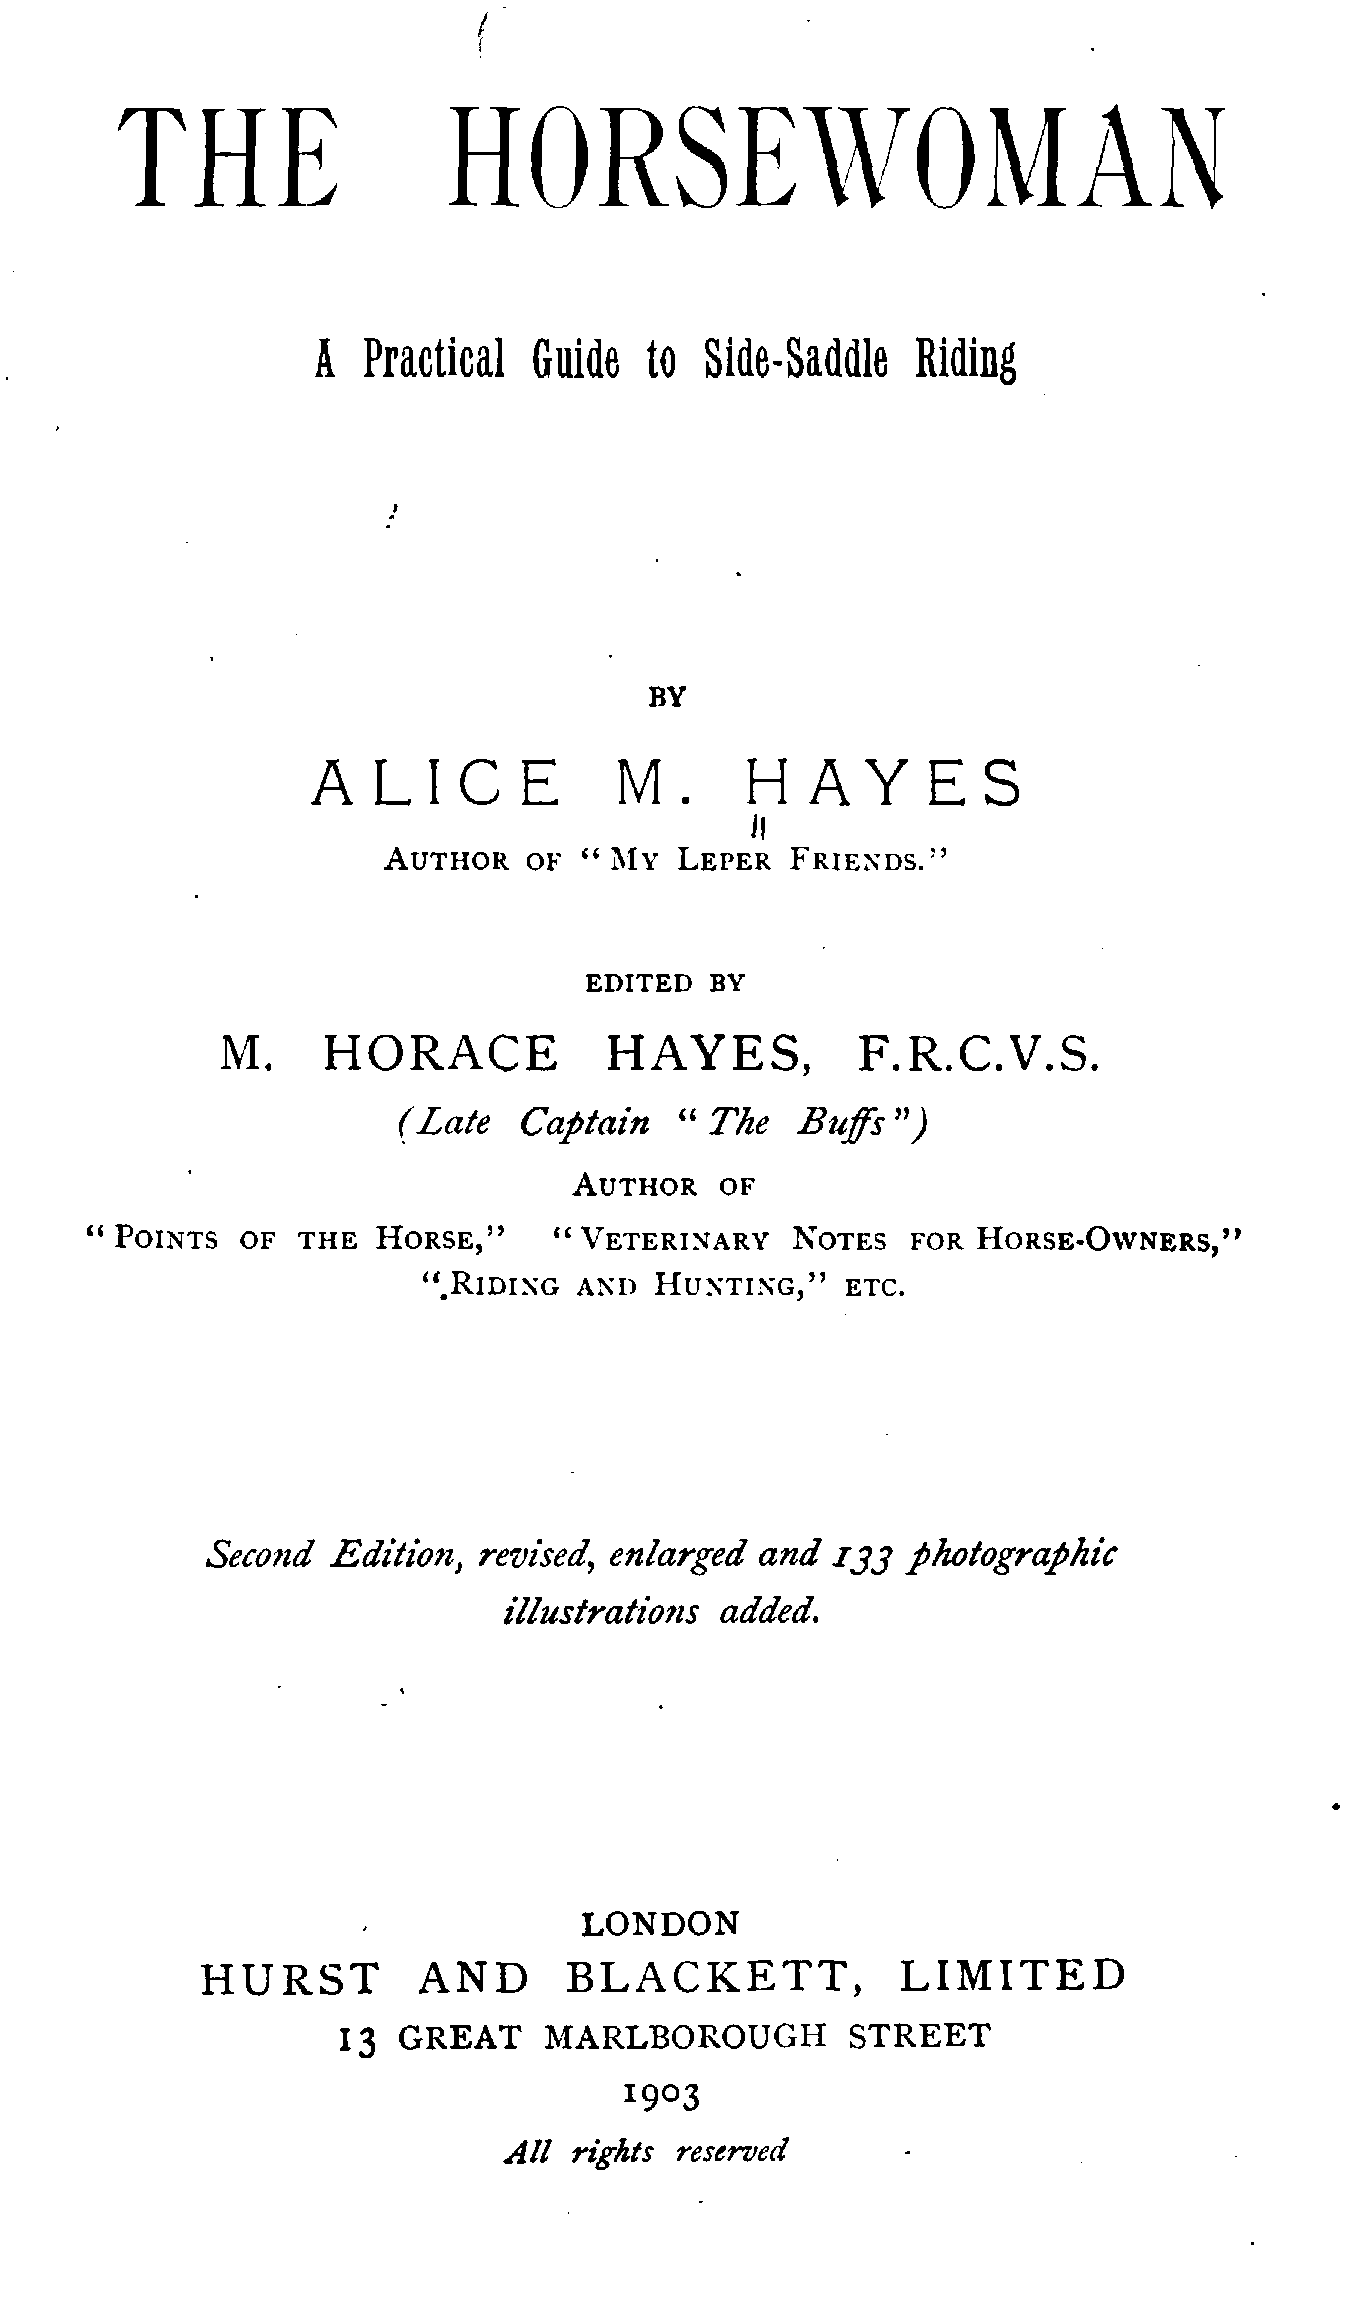 THE HORSEWOMAN
A Practical Guide to Side-Saddle Riding
BY
ALICE M. HAYES
AUTHOR OF "MY LEPER FRIENDS."
EDITED BY
M. HORACE HAYES, F.R.C.V.S.
(Late Captain "The Buffs")
AUTHOR OF
"POINTS OF THE HORSE," "VETERINARY NOTES FOR HORSE-OWNERS,"
"RIDING AND HUNTING," ETC.
Second Edition, revised, enlarged and 133 photographic
illustrations added.
LONDON
HURST AND BLACKETT, LIMITED
13 GREAT MARLBOROUGH STREET
1903
All rights reserved